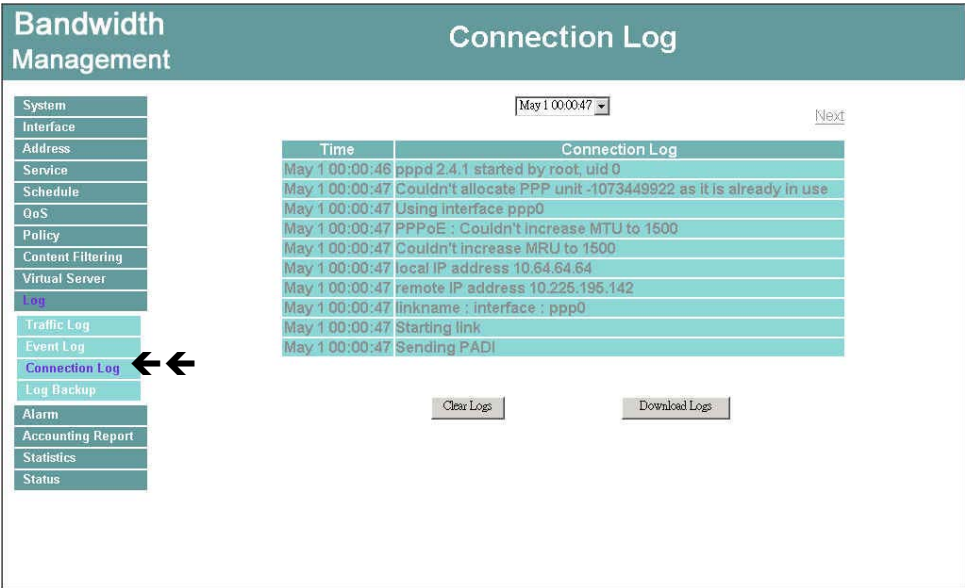 Bandwidth
Management
Connection Log
System
Interface
Address
Service
Schedule
QoS
Policy
Content Filtering
Virtual Server
Log
Traffic Log
Event Log
Connection Log
Log Backup
Alarm
Accounting Report
Statistics
Status
May 1 00:00:47
Next
Time Connection Log
May 1 00:00:46 pppd 2.4.1 started by root, uid 0
May 1 00:00:47 Couldn't allocate PPP unit -1073449922 as it is already in use
May 1 00:00:47 Using interface ppp0
May 1 00:00:47 PPPoE : Couldn't increase MTU to 1500
May 1 00:00:47 Couldn't increase MRU to 1500
May 1 00:00:47 local IP address 10.64.64.64
May 1 00:00:47 remote IP address 10.225.195.142
May 1 00:00:47 linkname : interface : ppp0
May 1 00:00:47 Starting link
May 1 00:00:47 Sending PADI
Clear Logs Download Logs